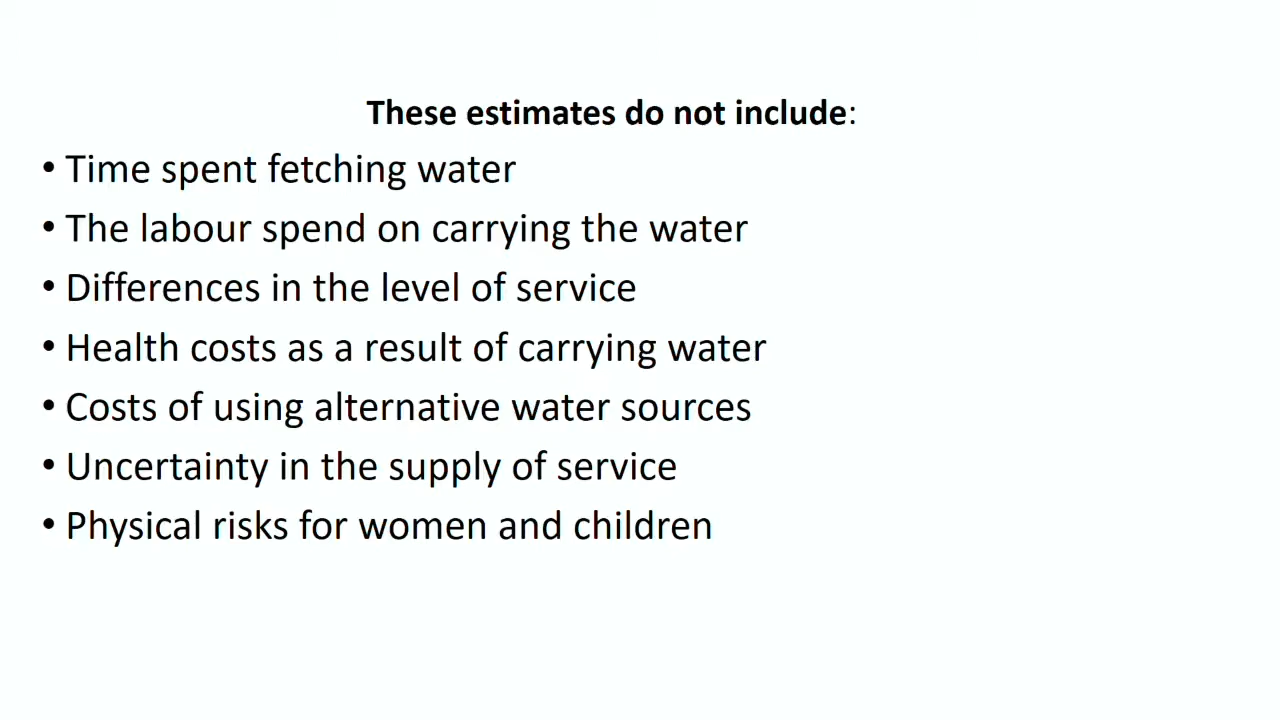 These estimates do not include:
• Time spent fetching water
• The labour spend on carrying the water
• Differences in the level of service
• Health costs as a result of carrying water
• Costs of using alternative water sources
• Uncertainty in the supply of service
• Physical risks for women and children